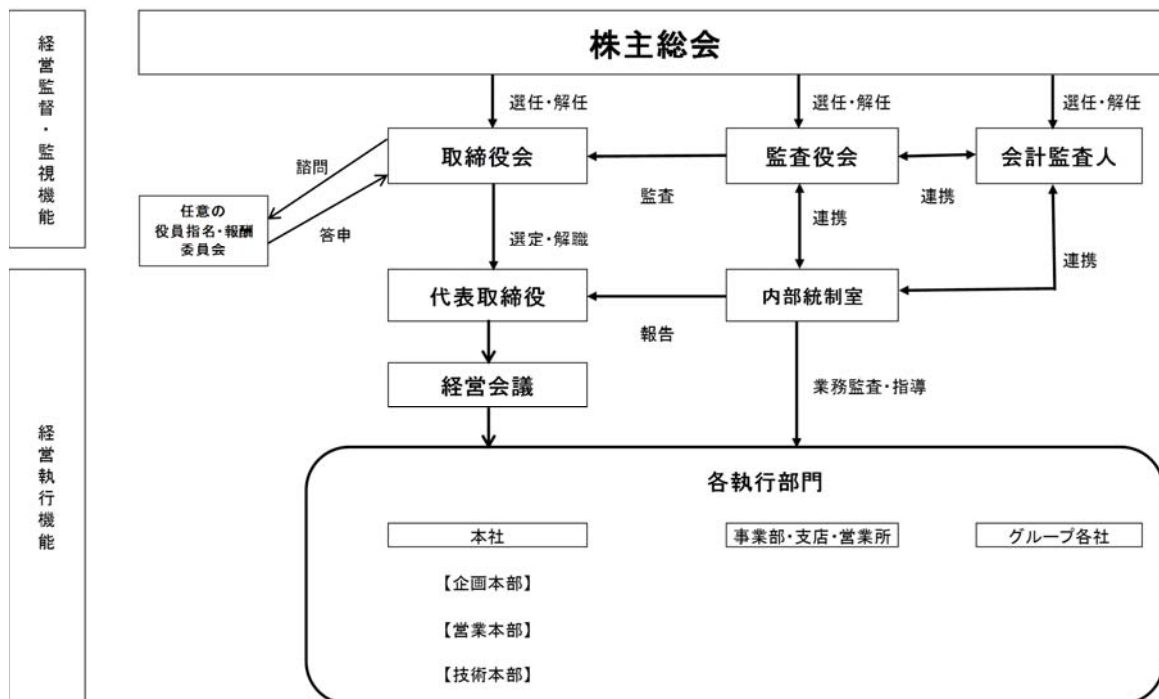 経営監督・監視機能
株主総会
選任・解任
選任・解任
選任・解任
取締役会
監査役会
会計監査人
諮問
監査
連携
連携
任意の
役員指名・報酬
委員会
答申
選定・解職
連携
代表取締役
内部統制室
報告
経営会議
業務監査・指導
経営執行機能
各執行部門
本社
事業部・支店・営業所
グループ各社
【企画本部】
【営業本部】
【技術本部】